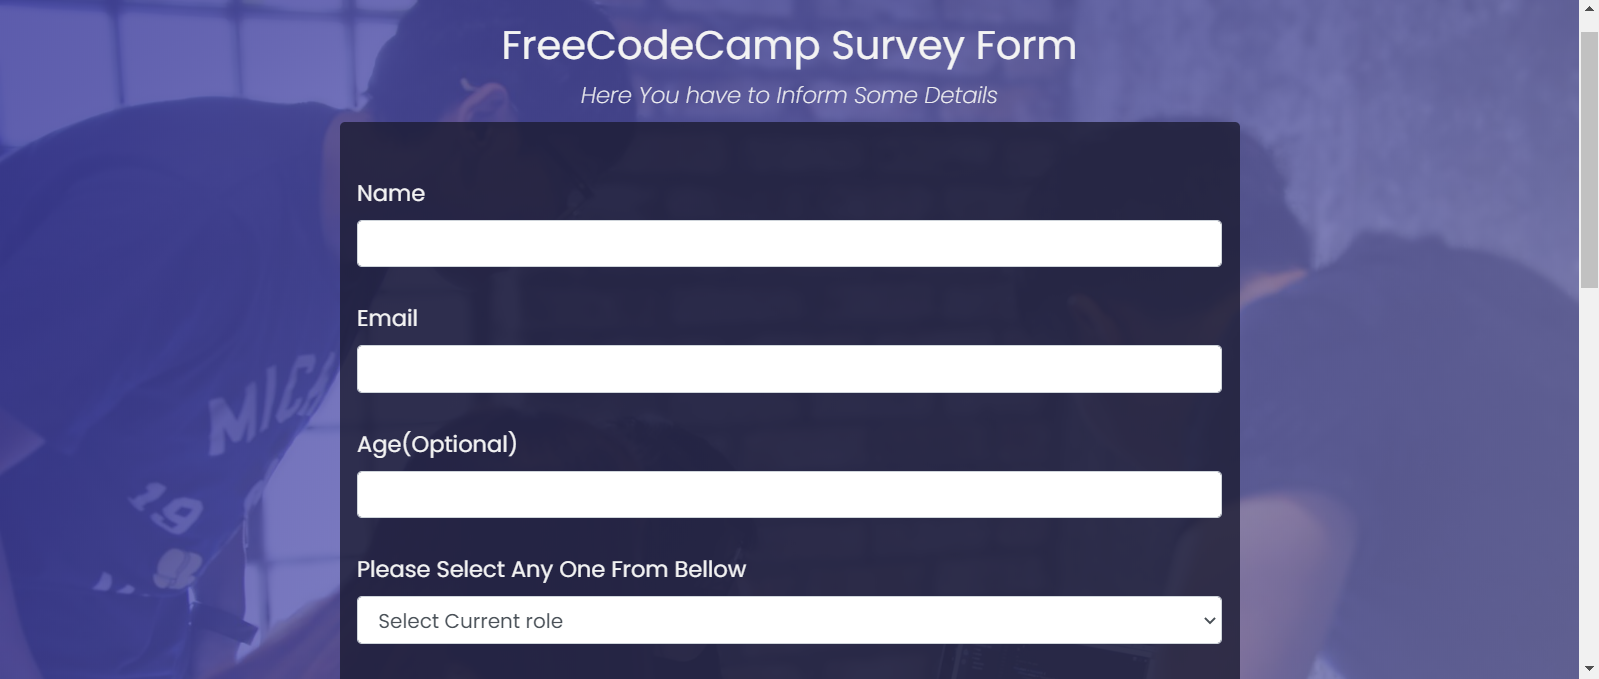 FreeCodeCamp Survey Form
Here You have to Inform Some Details
Name
Email
Age(Optional)
Please Select Any One From Bellow
Select Current role
19